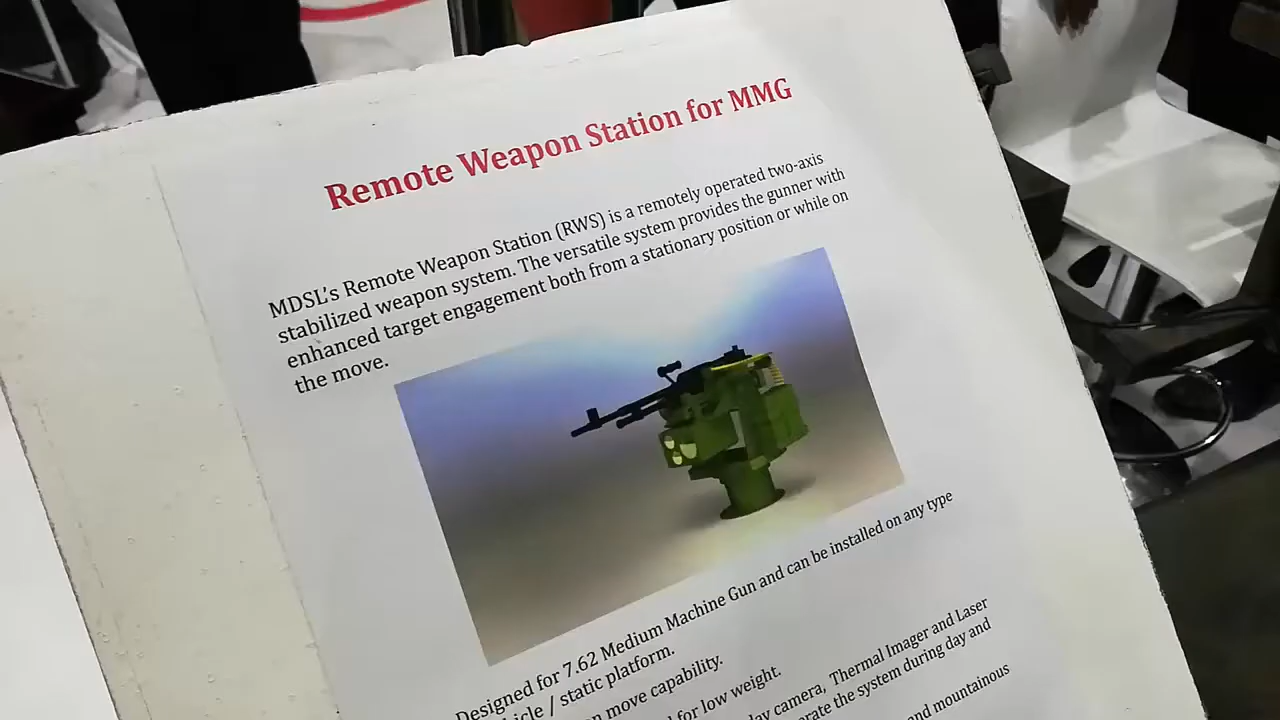 Remote Weapon Station for MMG
MDSL's Remote Weapon Station (RWS) is a remotely operated two-axis
stabilized weapon system. The versatile system provides the gunner with
enhanced target engagement both from a stationary position or while on
the move.
Designed for 7.62 Medium Machine Gun and can be installed on any type
/ static platform.
move capability.
for low weight.
camera, Thermal Imager and Laser
the system during day and
and mountainous